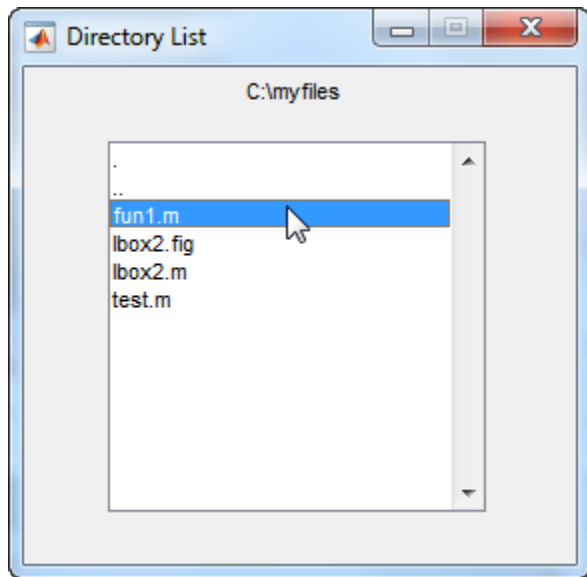 Directory List
C:\myfiles
.
..
fun1.m
lbox2.fig
lbox2.m
test.m